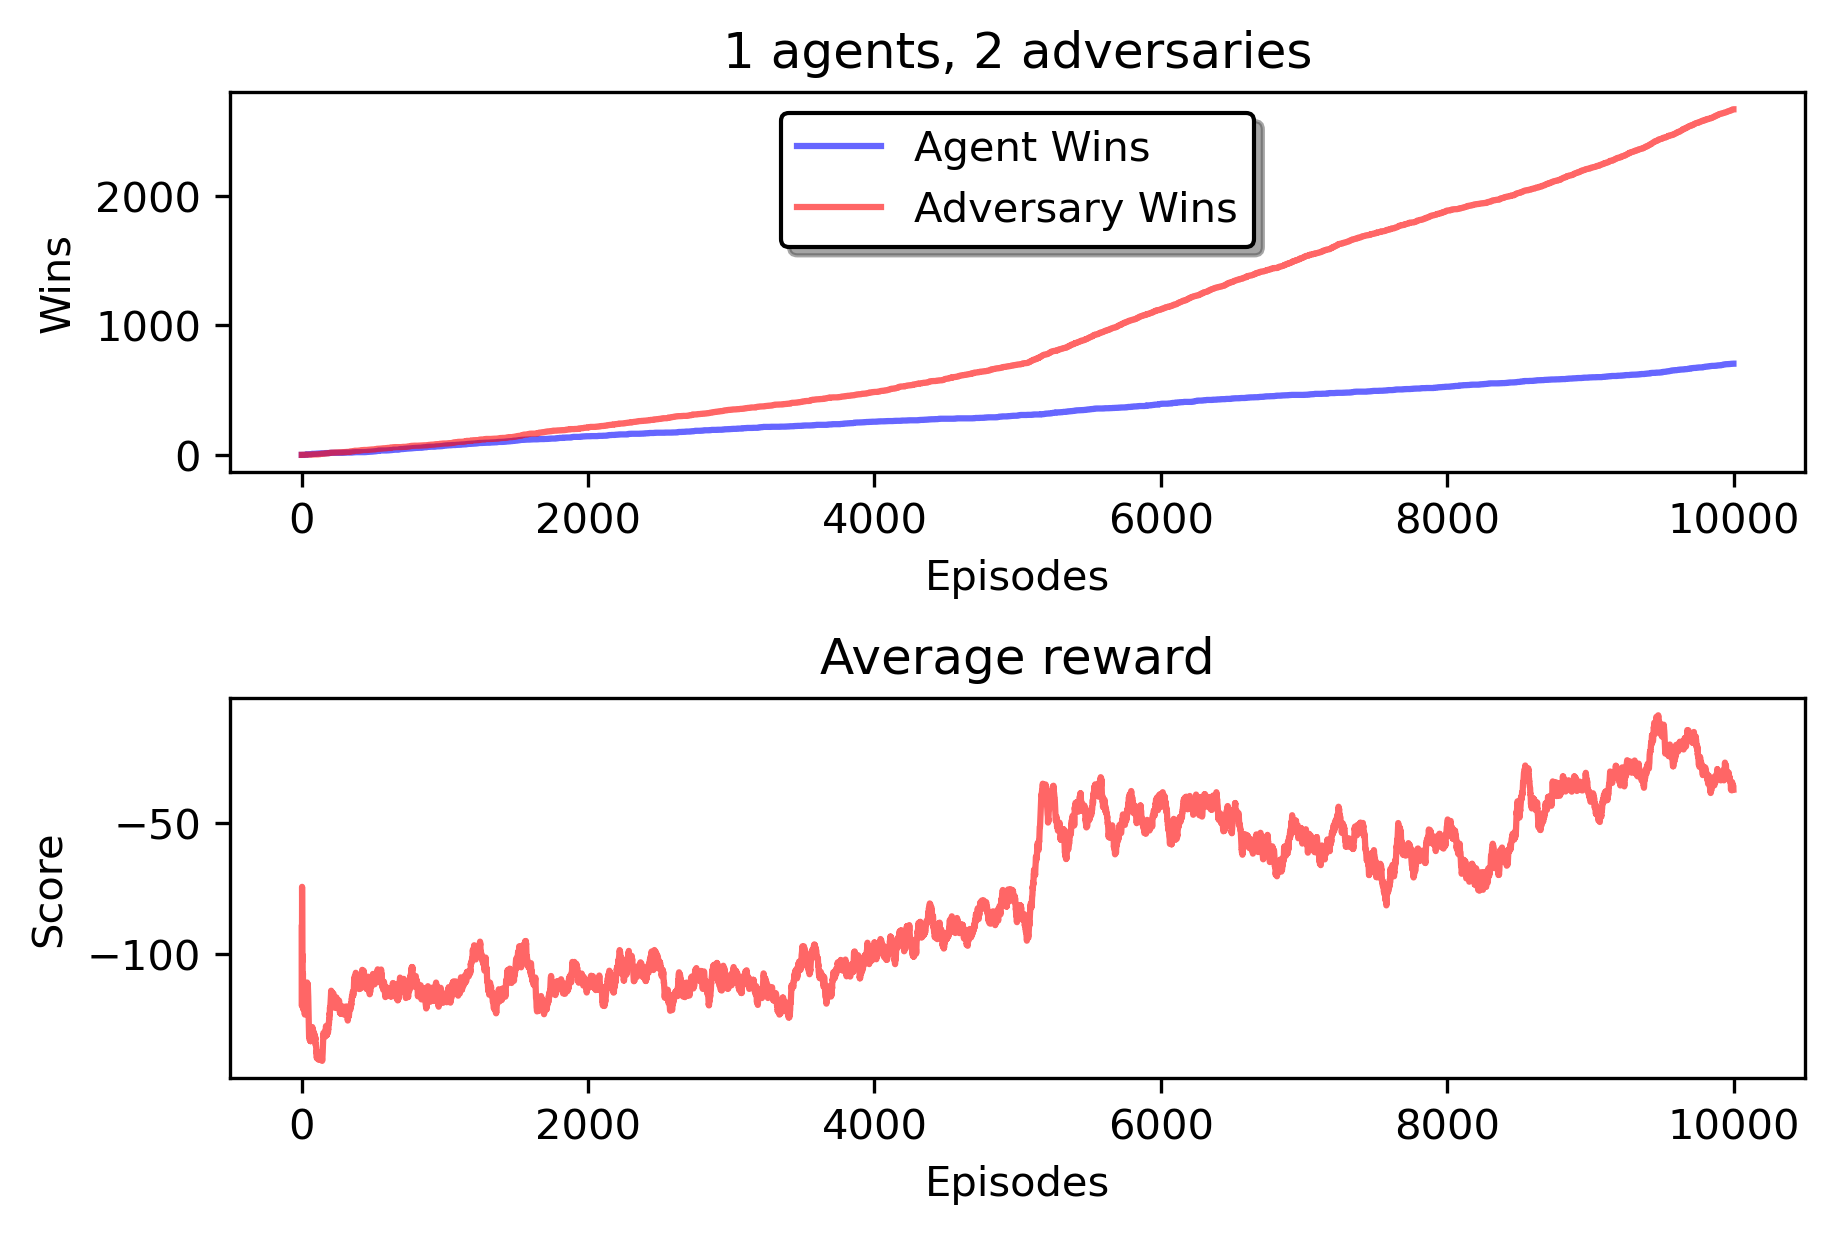 1 agents, 2 adversaries
Agent Wins
Adversary Wins
Wins
2000
1000
0
0 2000 4000 6000 8000 10000
Episodes
Average reward
Score
−50
−100
0 2000 4000 6000 8000 10000
Episodes